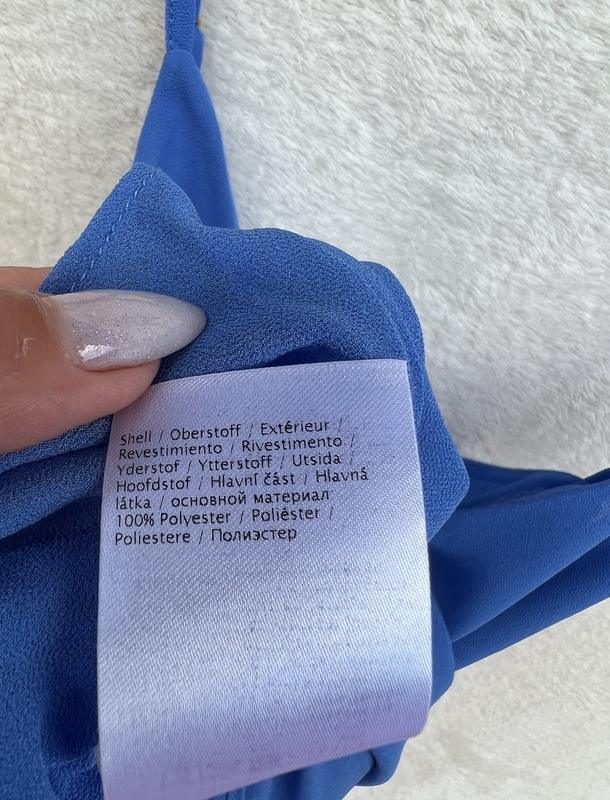 Shell / Oberstoff / Extérieur /
Revestimiento / Rivestimento /
Yderstof / Ytterstoff / Utsida /
Hoofdstof / Hlavní část / Hlavná
látka / основной материал:
100% Polyester / Poliéster /
Poliestere / Полиэстер